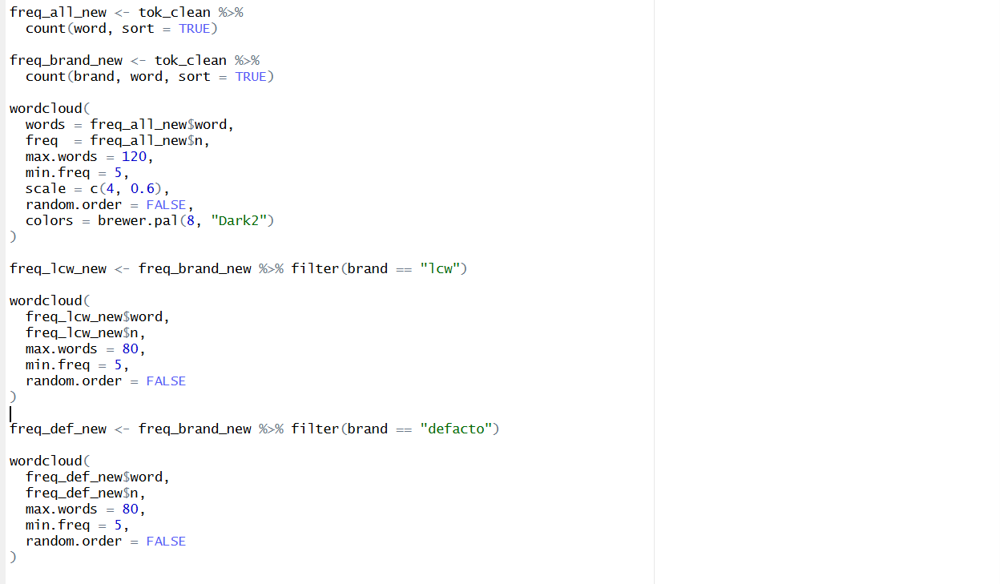 freq_all_new <- tok_clean %>%
  count(word, sort = TRUE)

freq_brand_new <- tok_clean %>%
  count(brand, word, sort = TRUE)

wordcloud(
  words = freq_all_new$word,
  freq  = freq_all_new$n,
  max.words = 120,
  min.freq = 5,
  scale = c(4, 0.6),
  random.order = FALSE,
  colors = brewer.pal(8, "Dark2")
)

freq_lcw_new <- freq_brand_new %>% filter(brand == "lcw")

wordcloud(
  freq_lcw_new$word,
  freq_lcw_new$n,
  max.words = 80,
  min.freq = 5,
  random.order = FALSE
)

freq_def_new <- freq_brand_new %>% filter(brand == "defacto")

wordcloud(
  freq_def_new$word,
  freq_def_new$n,
  max.words = 80,
  min.freq = 5,
  random.order = FALSE
)